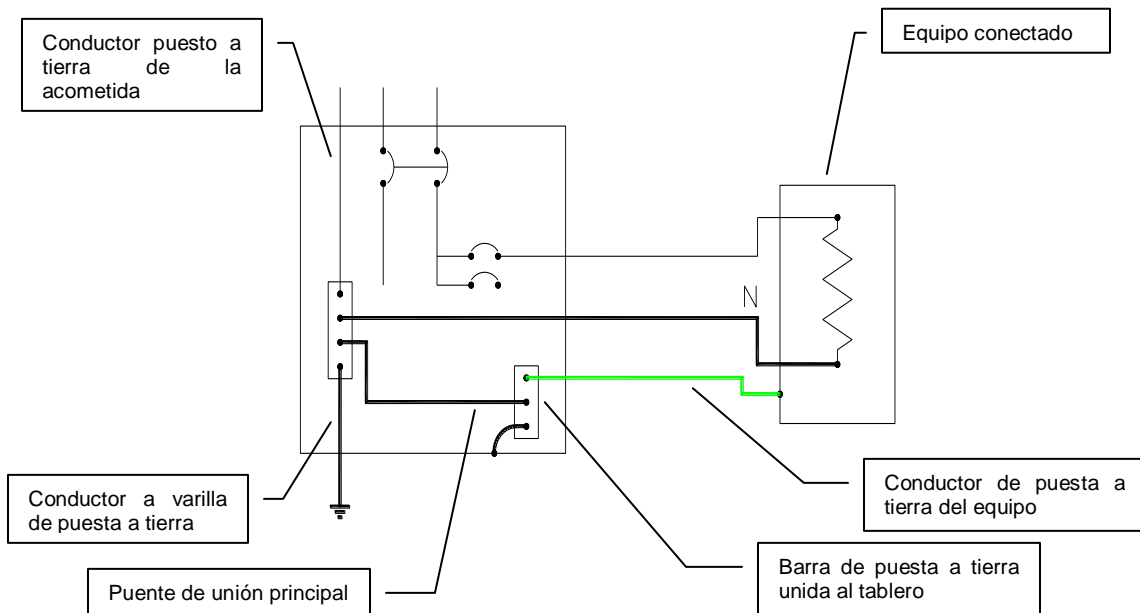 Conductor puesto a
tierra de la
acometida
Equipo conectado
N
Conductor a varilla
de puesta a tierra
Conductor de puesta a
tierra del equipo
Puente de unión principal
Barra de puesta a tierra
unida al tablero